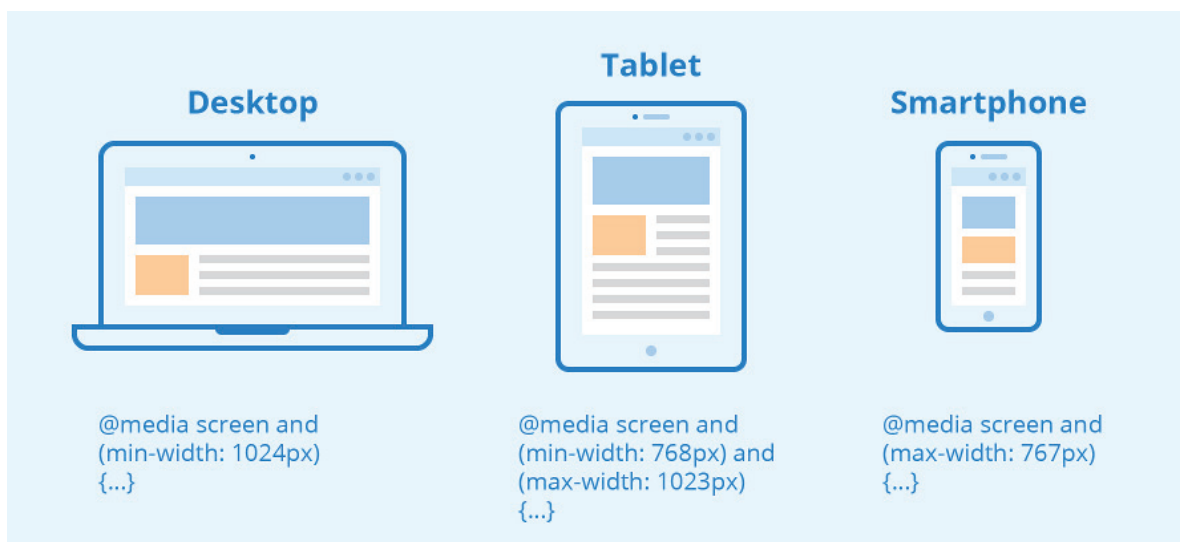 Desktop
@media screen and
(min-width: 1024px)
{...}
Tablet
@media screen and
(min-width: 768px) and
(max-width: 1023px)
{...}
Smartphone
@media screen and
(max-width: 767px)
{...}